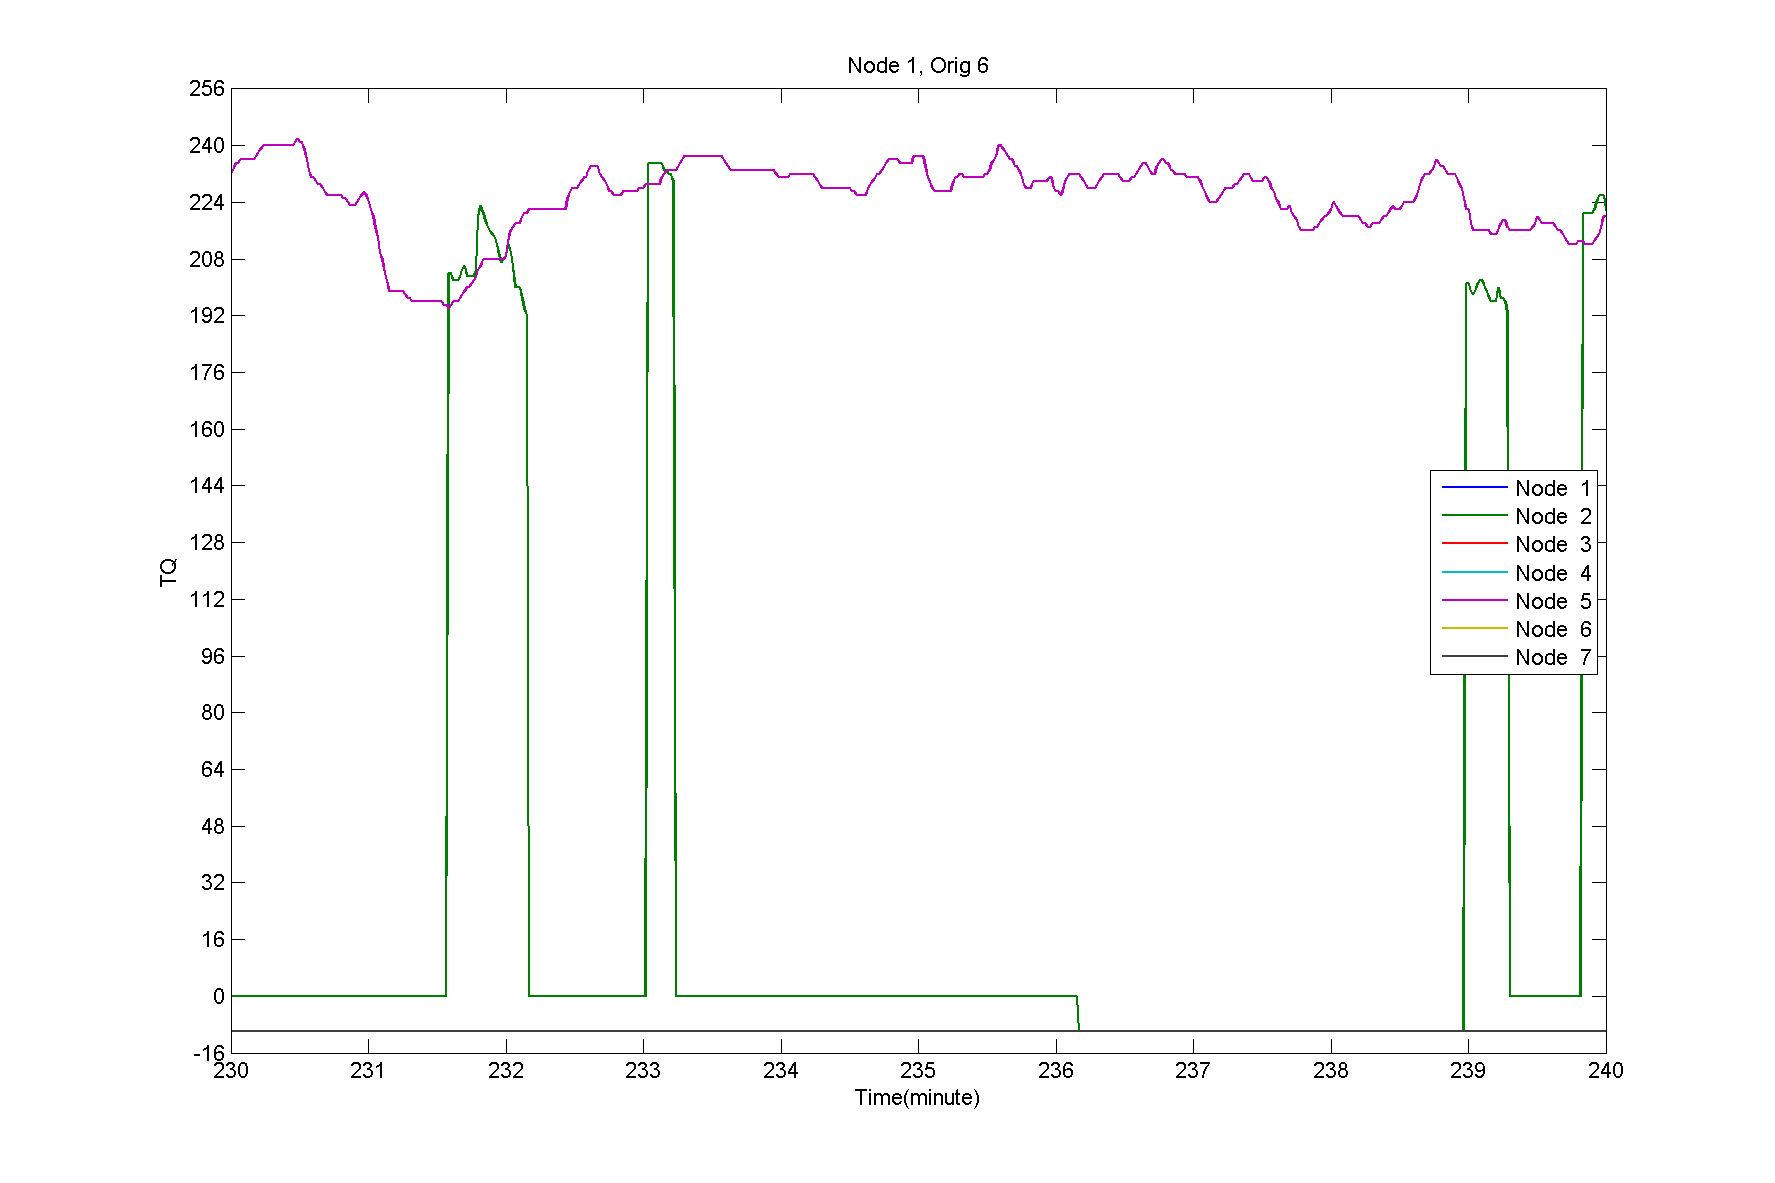 Node 1, Orig 6
256
240
224
208
192
176
160
144
128
112
96
80
64
48
32
16
0
-16
TQ
Node 1
Node 2
Node 3
Node 4
Node 5
Node 6
Node 7
230 231 232 233 234 235 236 237 238 239 240
Time(minute)